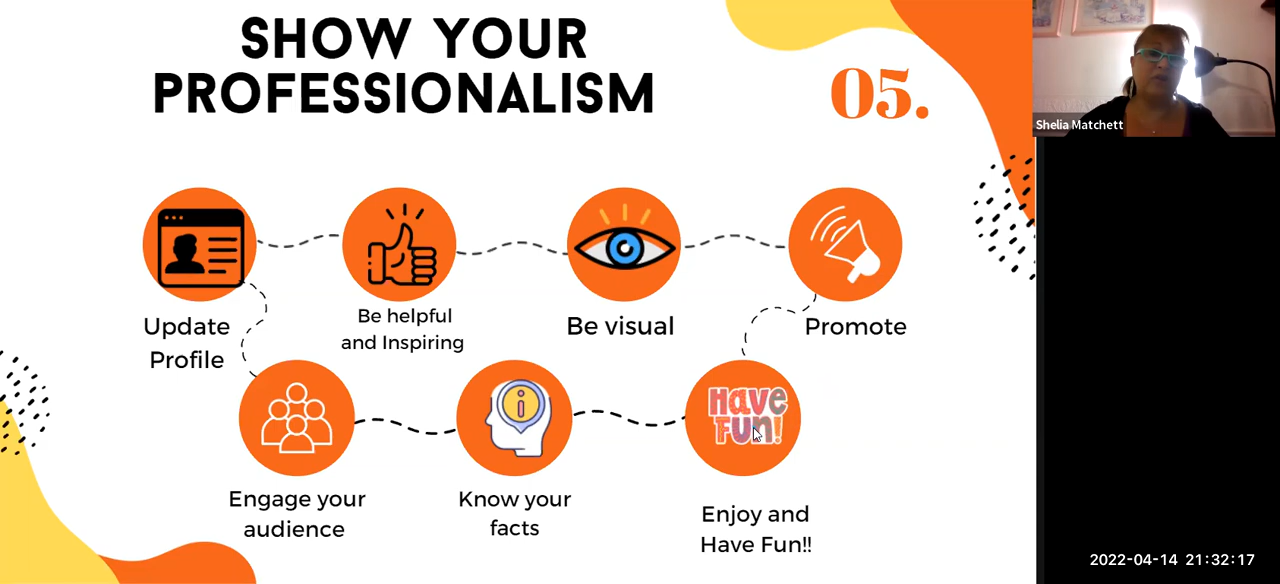 SHOW YOUR
PROFESSIONALISM
05.
Shelia Matchett
Update
Profile
Be helpful
and Inspiring
Be visual
Promote
i
Have
Fun!
Engage your
audience
Know your
facts
Enjoy and
Have Fun!!
2022-04-14 21:32:17